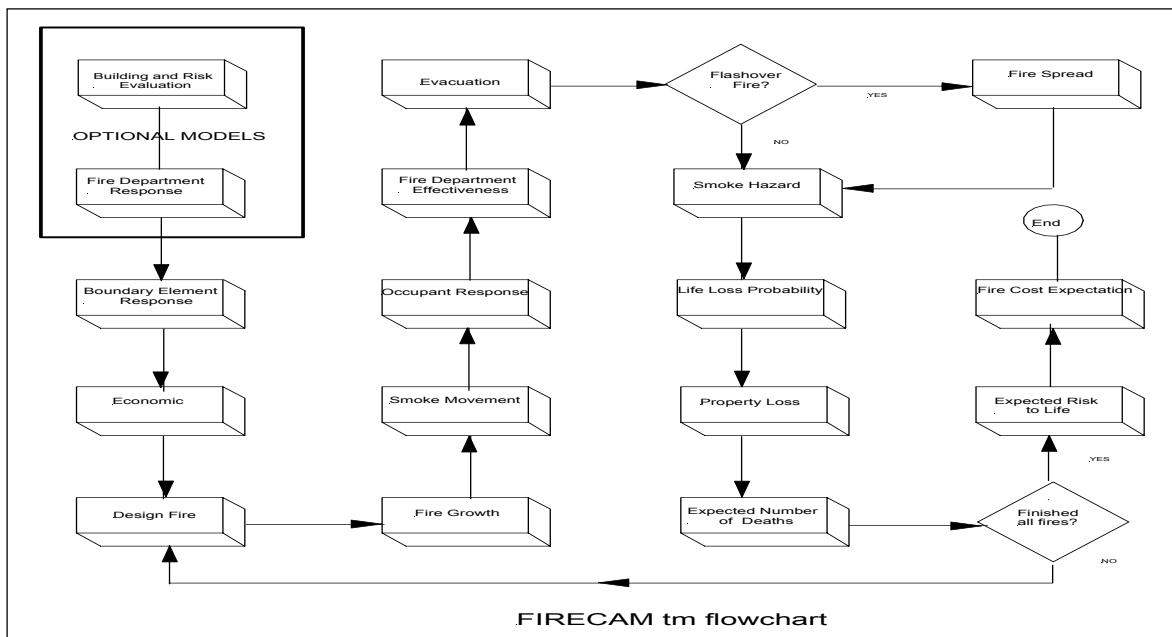 Building and Risk
Evaluation
OPTIONAL MODELS
Fire Department
Response
Boundary Element
Response
Economic
Design Fire
Evacuation
Fire Department
Effectiveness
Occupant Response
Smoke Movement
Fire Growth
Flashover
Fire?
YES
NO
Smoke Hazard
Life Loss Probability
Property Loss
Expected Number
of Deaths
Fire Spread
End
Fire Cost Expectation
Expected Risk
to Life
YES
Finished
all fires?
NO
FIRECAM tm flowchart